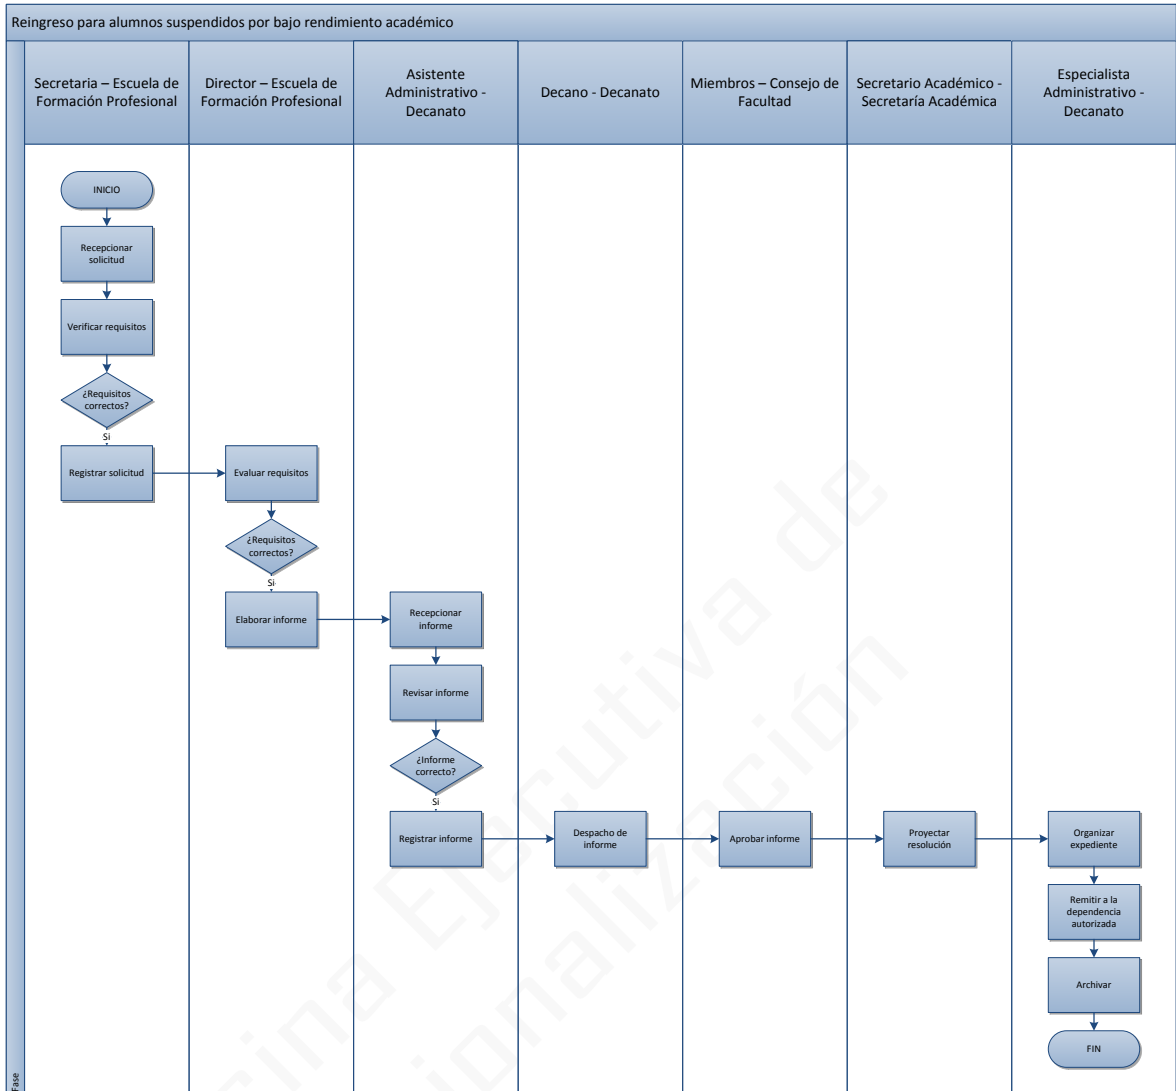 Reingreso para alumnos suspendidos por bajo rendimiento académico
Secretaria – Escuela de
Formación Profesional
Director – Escuela de
Formación Profesional
Asistente
Administrativo -
Decanato
Decano - Decanato
Miembros – Consejo de
Facultad
Secretario Académico -
Secretaría Académica
Especialista
Administrativo -
Decanato
INICIO
Recepcionar
solicitud
Verificar requisitos
¿Requisitos
correctos?
Si
Registrar solicitud
Evaluar requisitos
¿Requisitos
correctos?
Si
Elaborar informe
Recepcionar
informe
Revisar informe
¿Informe
correcto?
Si
Registrar informe
Despacho de
informe
Aprobar informe
Proyectar
resolución
Organizar
expediente
Remitir a la
dependencia
autorizada
Archivar
FIN
Fase
Ejecutiva de